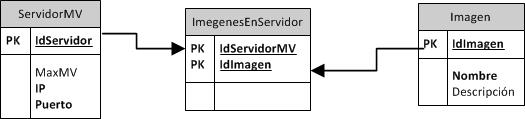 ServidorMV
PK IdServidor
MaxMV
IP
Puerto
ImegenesEnServidor
PK IdServidorMV
PK IdImagen
Imagen
PK IdImagen
Nombre
Descripción